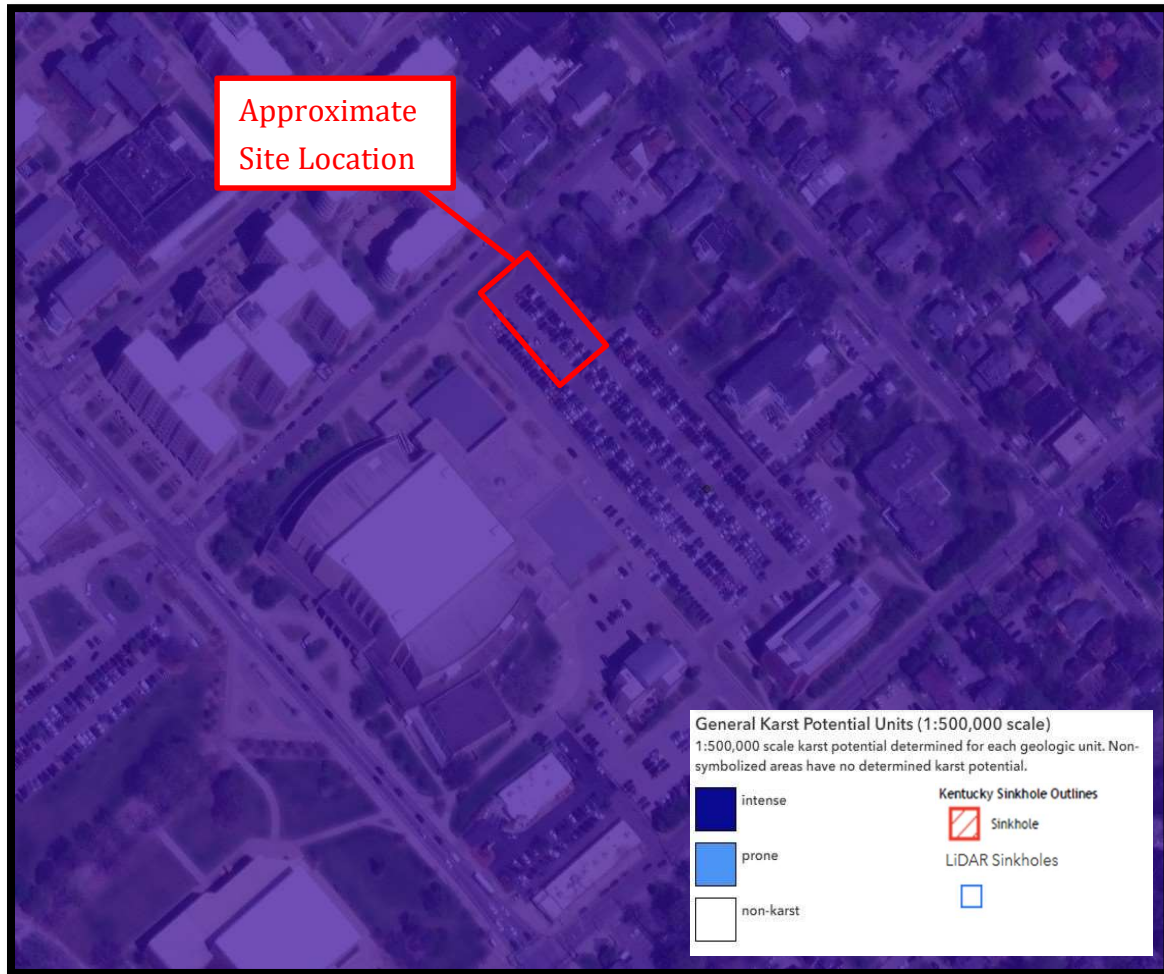 Approximate
Site Location
General Karst Potential Units (1:500,000 scale)
1:500,000 scale karst potential determined for each geologic unit. Non-
symbolized areas have no determined karst potential.
intense
prone
non-karst
Kentucky Sinkhole Outlines
Sinkhole
LiDAR Sinkholes